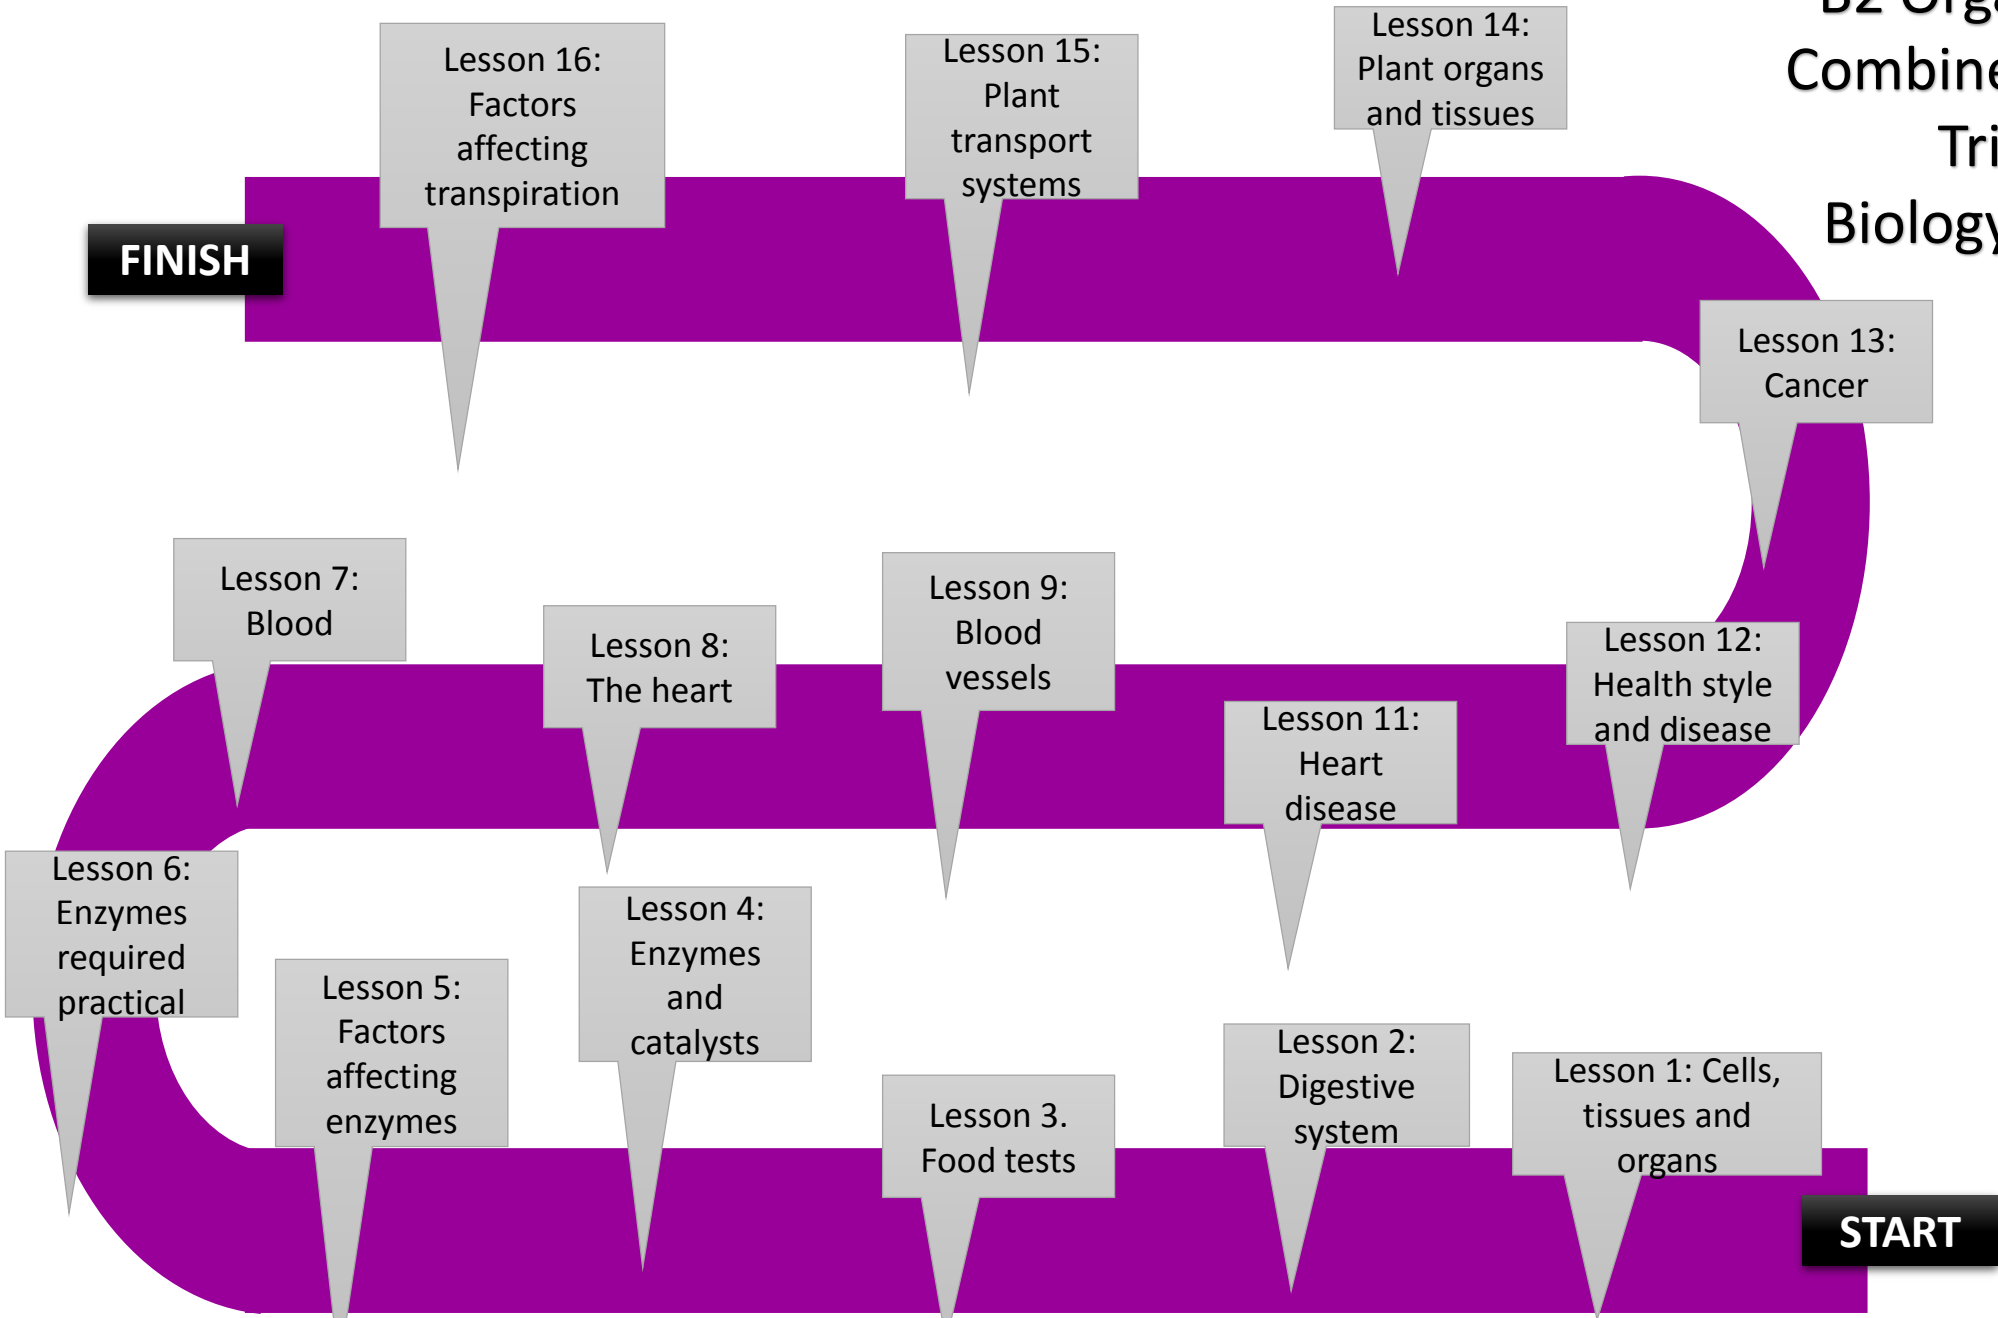 Combine
Biology
FINISH
Lesson 16:
Factors
affecting
transpiration
Lesson 15:
Plant
transport
systems
Lesson 14:
Plant organs
and tissues
Lesson 13:
Cancer
Lesson 7:
Blood
Lesson 8:
The heart
Lesson 9:
Blood
vessels
Lesson 11:
Heart
disease
Lesson 12:
Health style
and disease
Lesson 6:
Enzymes
required
practical
Lesson 5:
Factors
affecting
enzymes
Lesson 4:
Enzymes
and
catalysts
Lesson 3.
Food tests
Lesson 2:
Digestive
system
Lesson 1: Cells,
tissues and
organs
START